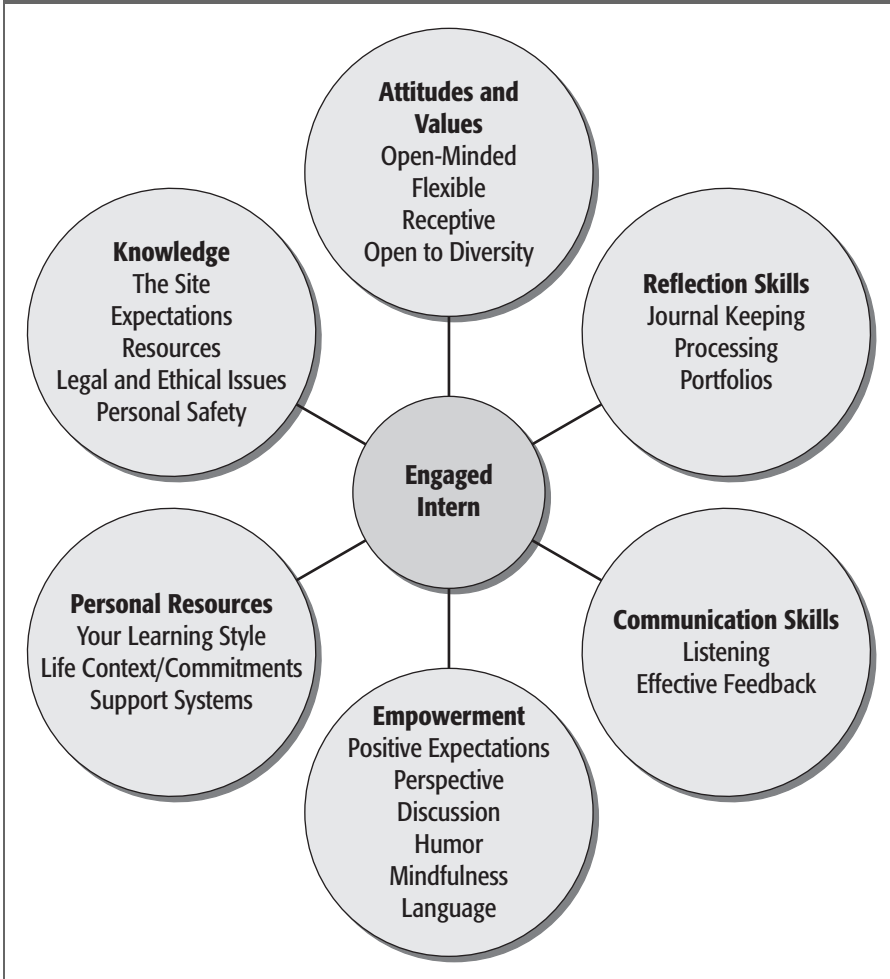 Attitudes and
Values
Open-Minded
Flexible
Receptive
Open to Diversity
Knowledge
The Site
Expectations
Resources
Legal and Ethical Issues
Personal Safety
Reflection Skills
Journal Keeping
Processing
Portfolios
Engaged
Intern
Personal Resources
Your Learning Style
Life Context/Commitments
Support Systems
Communication Skills
Listening
Effective Feedback
Empowerment
Positive Expectations
Perspective
Discussion
Humor
Mindfulness
Language